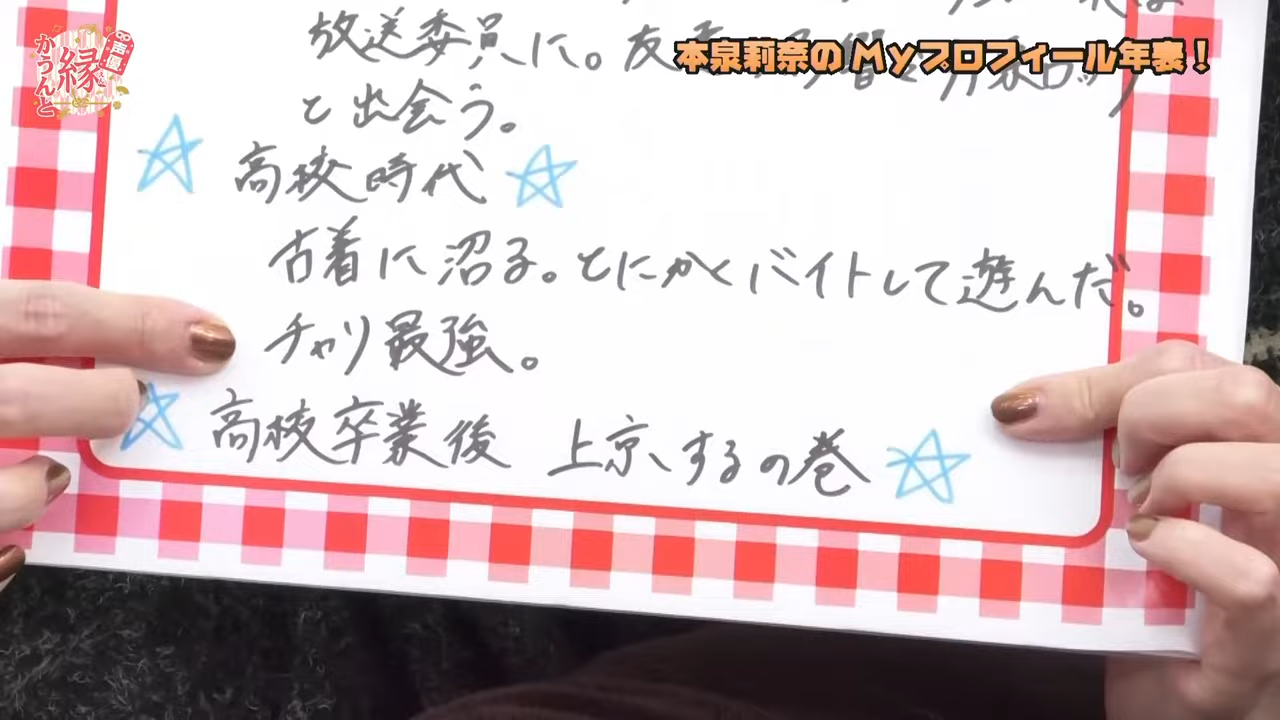 声優
縁
かうんと
本泉莉奈のMyプロフィール年表！
放送委員に。友
と出会う。
☆高校時代☆
古着に沼る。とにかくバイトして遊んだ。
チャリ最強。
☆高校卒業後 上京するの巻☆